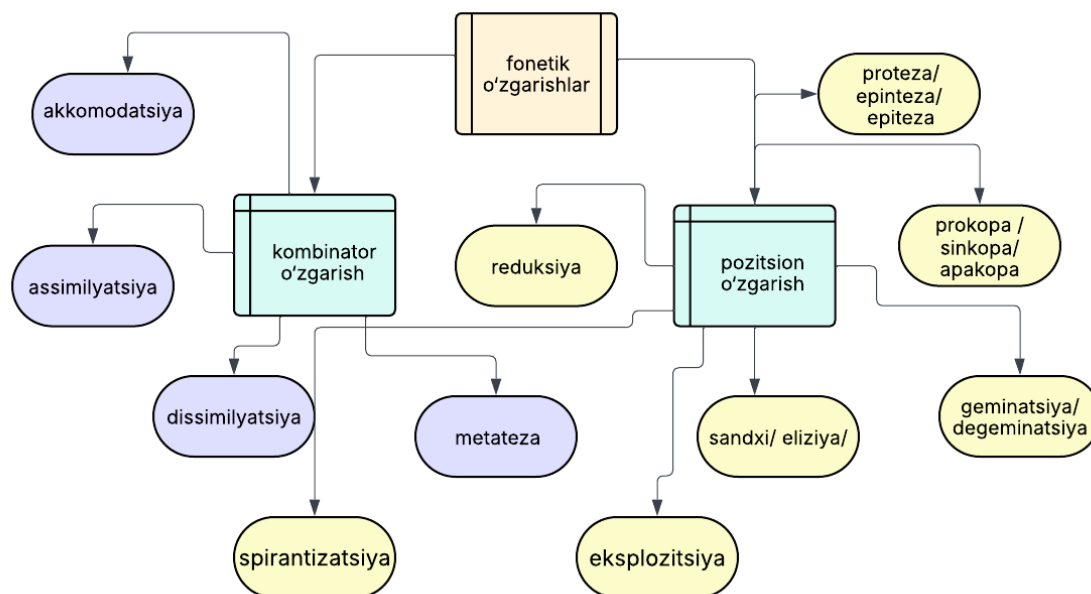 fonetik
o‘zgarishlar
akkomodatsiya
proteza/
epinteza/
epiteza
kombinator
o‘zgarish
reduksiya
pozitsion
o‘zgarish
prokopa /
sinkopa/
apakopa
assimilyatsiya
dissimilyatsiya
metateza
sandxi/ eliziya/
geminatsiya/
degeminatsiya
spirantizatsiya
eksplozitsiya